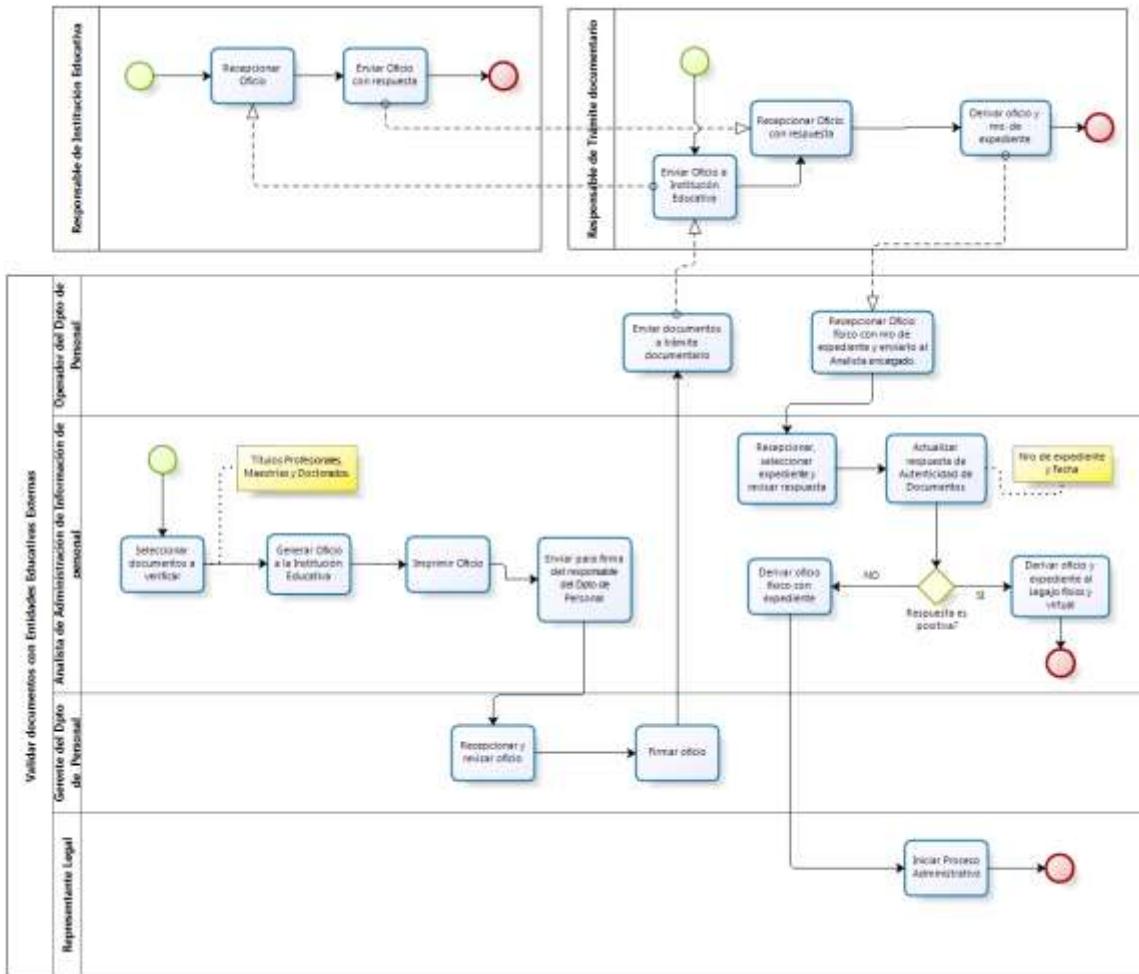 Responsable de Institución Educativa
Recepcionar
Oficio
Enviar Oficio
con respuesta
Responsable de Trámite documentario
Recepcionar Oficio
con respuesta
Derivar oficio y
nro. de
expediente
Enviar Oficio a
Institución
Educativa
Validar documentos con Entidades Educativas Externas
Operador del Dpto de
Personal
Enviar documentos
a trámite
documentario
Recepcionar Oficio
físico con nro de
expediente y enviarlo al
Analista encargado.
Analista de Administración de Información de
personal
Títulos Profesionales,
Maestrías y Doctorados.
Recepcionar,
seleccionar
expediente y
revisar respuesta
Actualizar
respuesta de
Autenticidad de
Documentos
Nro de expediente
y Fecha
Seleccionar
documentos a
verificar
Generar Oficio
a la Institución
Educativa
Imprimir Oficio
Enviar para firma
del responsable
del Dpto de
Personal
Derivar oficio
físico con
expediente
NO
Respuesta es
positiva?
SI
Derivar oficio y
expediente al
Legajo físico y
virtual
Gerente del Dpto
de Personal
Recepcionar y
revisar oficio
Firmar oficio
Representante Legal
Iniciar Proceso
Administrativo